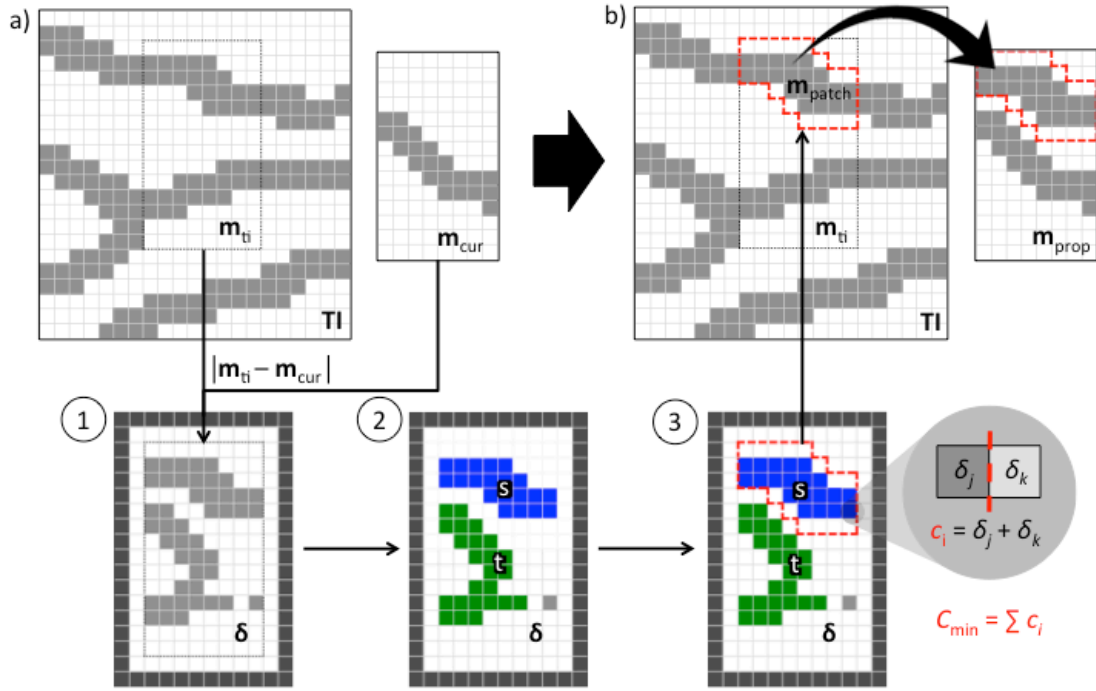 a)
m_ti
m_cur
TI
b)
m_patch
m_ti
m_prop
TI
|m_ti − m_cur|
1
2
3
δ
s
t
δ
s
t
δ
δ_j δ_k
c_i = δ_j + δ_k
C_min = ∑ c_i